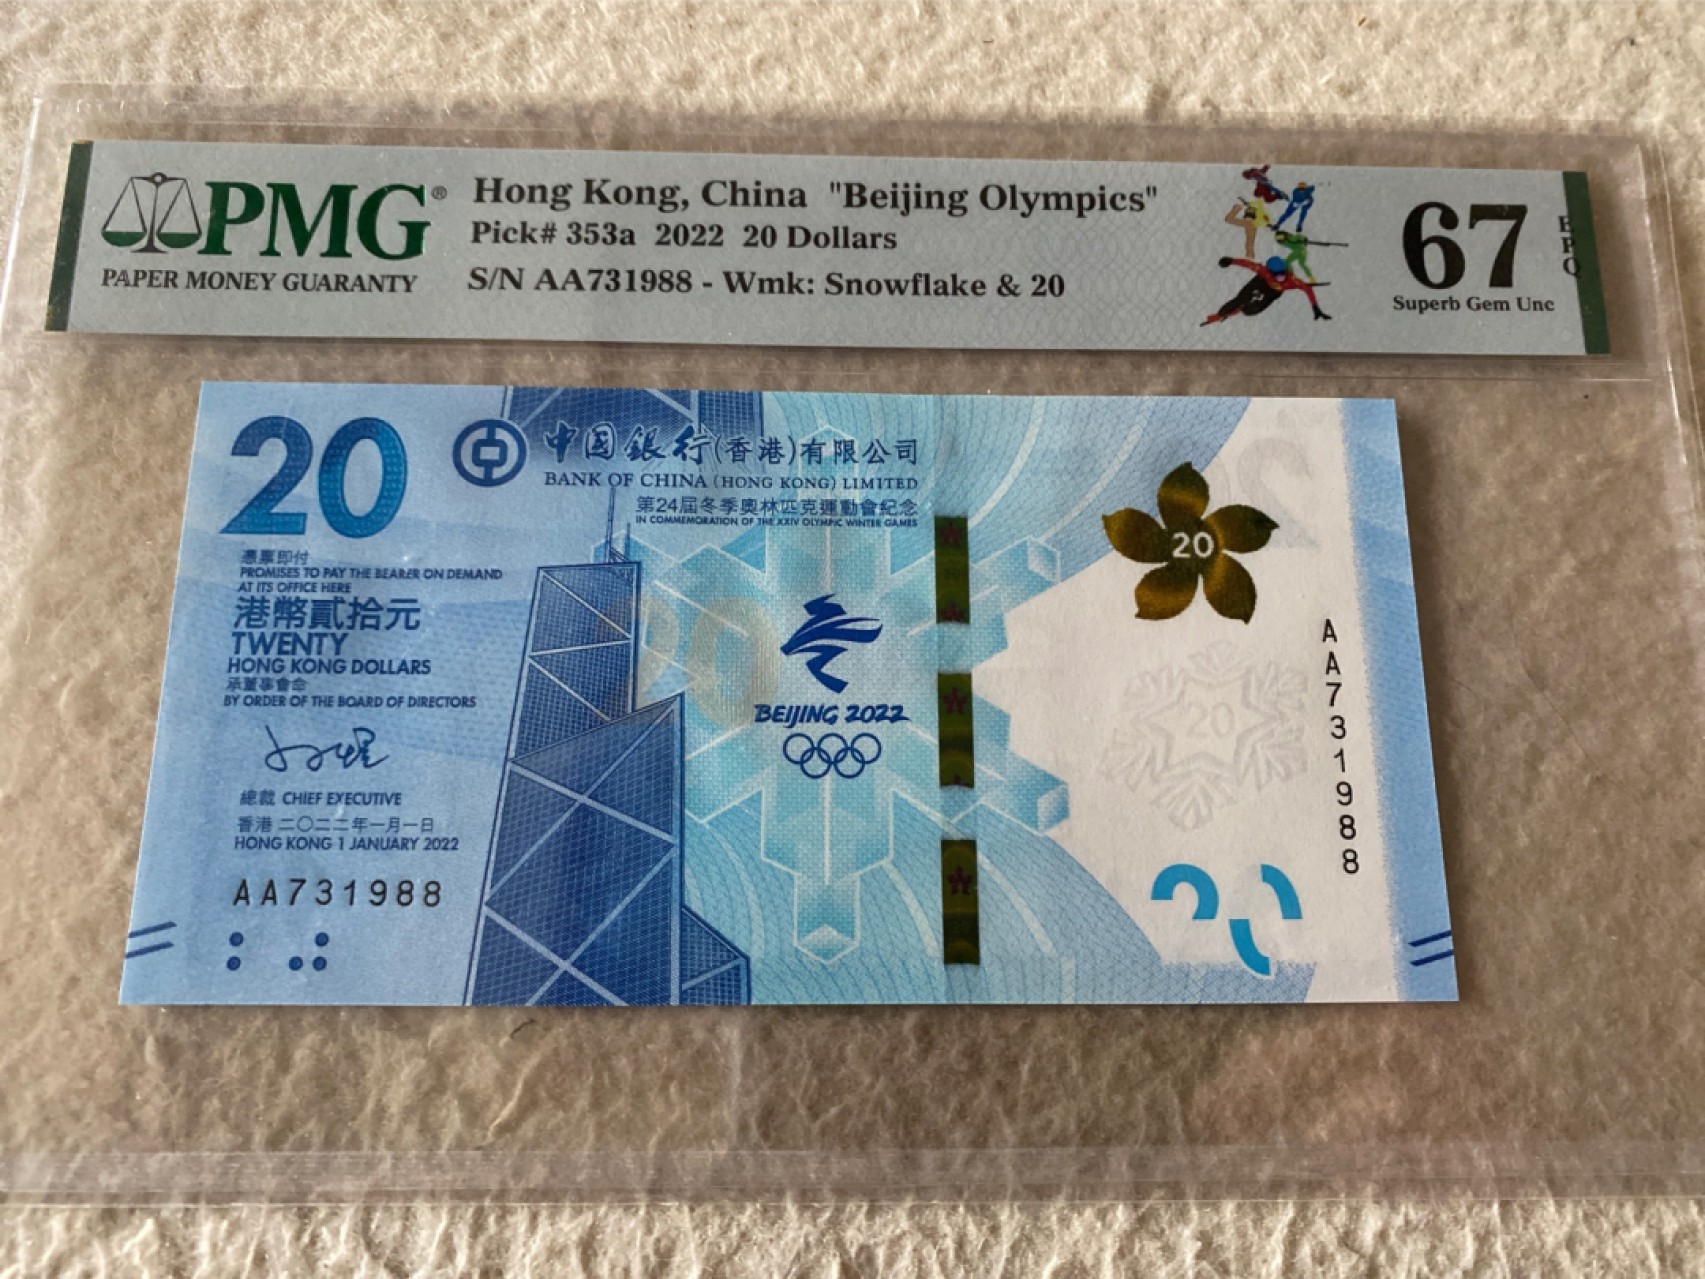 PMG®
PAPER MONEY GUARANTY
Hong Kong, China "Beijing Olympics"
Pick# 353a 2022 20 Dollars
S/N AA731988 - Wmk: Snowflake & 20
67
EPQ
Superb Gem Unc
20
中国銀行(香港)有限公司
BANK OF CHINA (HONG KONG) LIMITED
第24屆冬季奧林匹克運動會紀念
IN COMMEMORATION OF THE XXIV OLYMPIC WINTER GAMES
憑票即付
PROMISES TO PAY THE BEARER ON DEMAND
AT ITS OFFICE HERE
港幣貳拾元
TWENTY
HONG KONG DOLLARS
承董事會命
BY ORDER OF THE BOARD OF DIRECTORS
總裁 CHIEF EXECUTIVE
香港 二〇二二年一月一日
HONG KONG 1 JANUARY 2022
AA731988
20
BEIJING 2022
20
20
AA731988
20